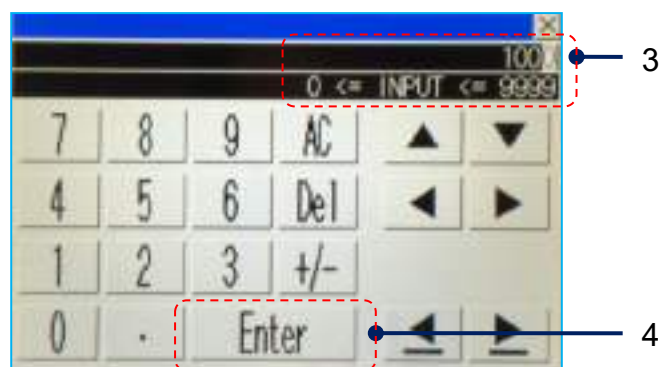 100
3
0 <= INPUT <= 9999
7 8 9 AC
4 5 6 Del
1 2 3 +/-
0 . Enter
4